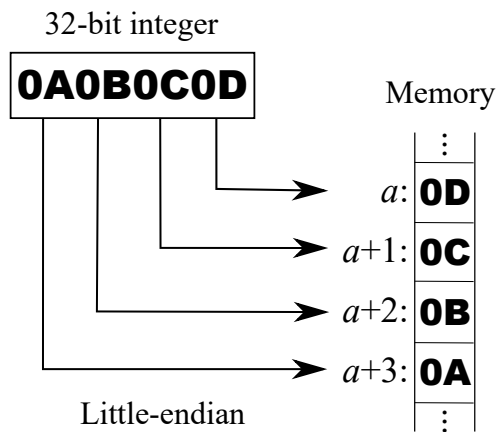 32-bit integer
0A0B0C0D
Memory
⋮
a: 0D
a+1: 0C
a+2: 0B
a+3: 0A
⋮
Little-endian